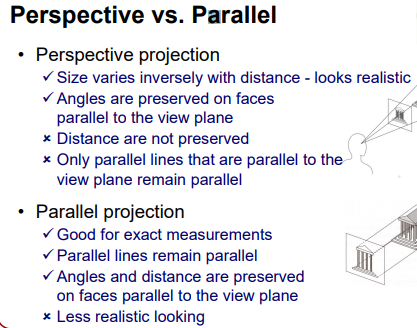 Perspective vs. Parallel
• Perspective projection
✓ Size varies inversely with distance - looks realistic
✓ Angles are preserved on faces
parallel to the view plane
× Distance are not preserved
× Only parallel lines that are parallel to the
view plane remain parallel
• Parallel projection
✓ Good for exact measurements
✓ Parallel lines remain parallel
✓ Angles and distance are preserved
on faces parallel to the view plane
× Less realistic looking